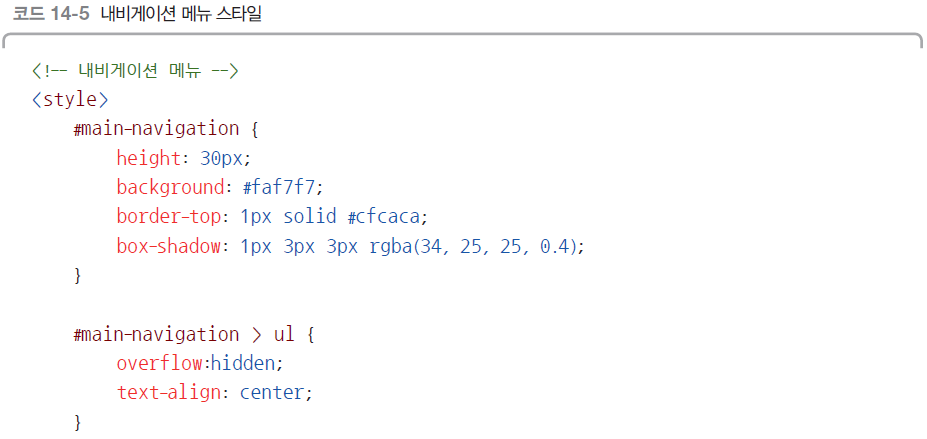 코드 14-5 내비게이션 메뉴 스타일
<!-- 내비게이션 메뉴 -->
<style>
#main-navigation {
height: 30px;
background: #faf7f7;
border-top: 1px solid #cfcaca;
box-shadow: 1px 3px 3px rgba(34, 25, 25, 0.4);
}
#main-navigation > ul {
overflow:hidden;
text-align: center;
}